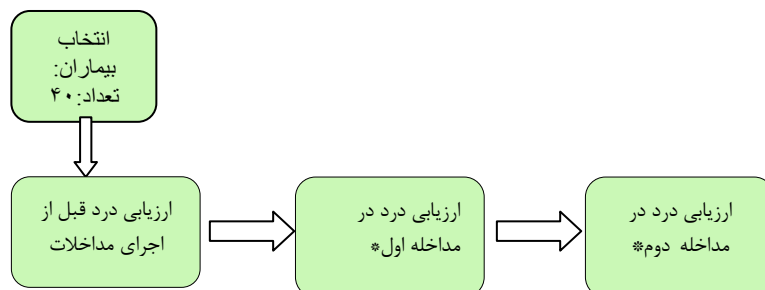 انتخاب
بیماران:
تعداد: ۴۰
ارزیابی درد قبل از
اجرای مداخلات
ارزیابی درد در
مداخله اول*
ارزیابی درد در
مداخله دوم*